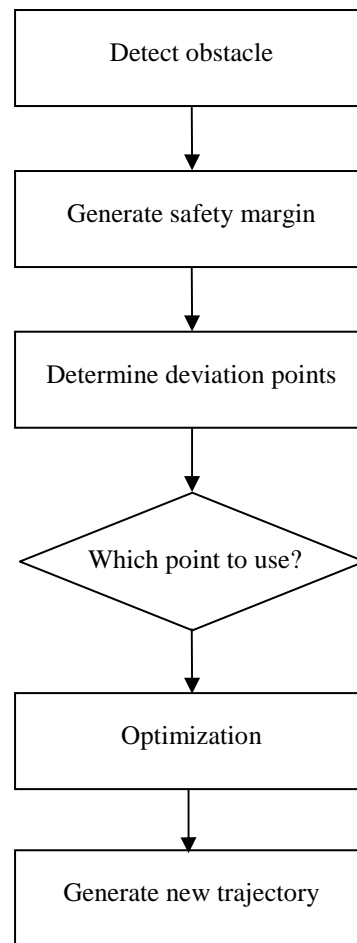 Detect obstacle
Generate safety margin
Determine deviation points
Which point to use?
Optimization
Generate new trajectory